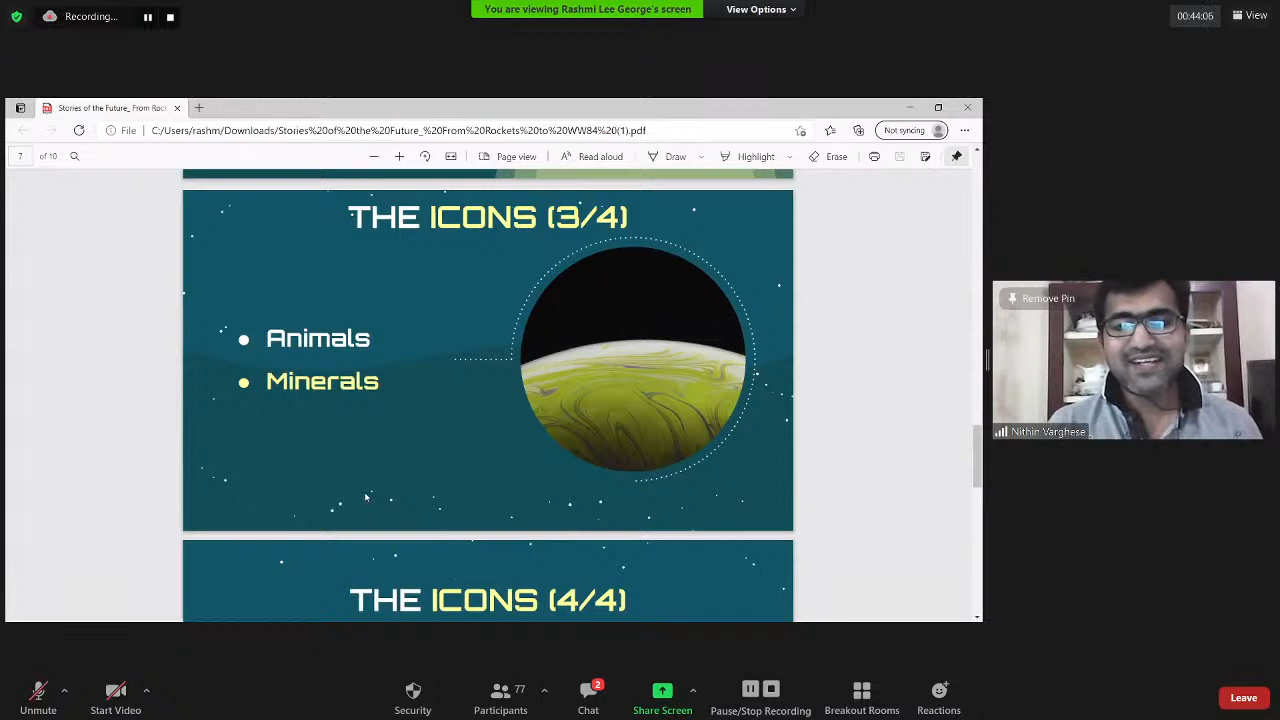 Recording...
You are viewing Rashmi Lee George's screen
View Options
00:44:06
View
Stories of the Future_ From Rock
File
C:/Users/rashm/Downloads/Stories%20of%20the%20Future_%20From%20Rockets%20to%20WW84%20(1).pdf
Not syncing
7 of 10
Page view
Read aloud
Draw
Highlight
Erase
THE ICONS (3/4)
Animals
Minerals
THE ICONS (4/4)
Remove Pin
Nithin Varghese
Unmute
Start Video
Security
77
Participants
2
Chat
Share Screen
Pause/Stop Recording
Breakout Rooms
Reactions
Leave